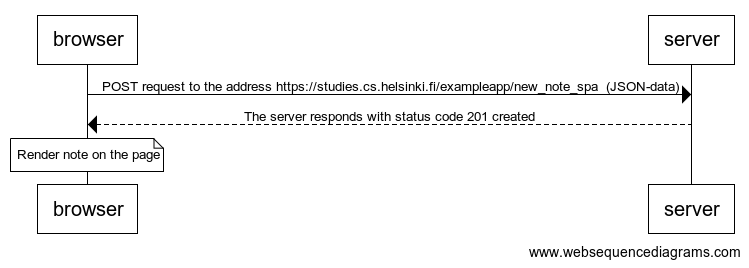 browser server
POST request to the address https://studies.cs.helsinki.fi/exampleapp/new_note_spa (JSON-data)
The server responds with status code 201 created
Render note on the page
browser server
www.websequencediagrams.com